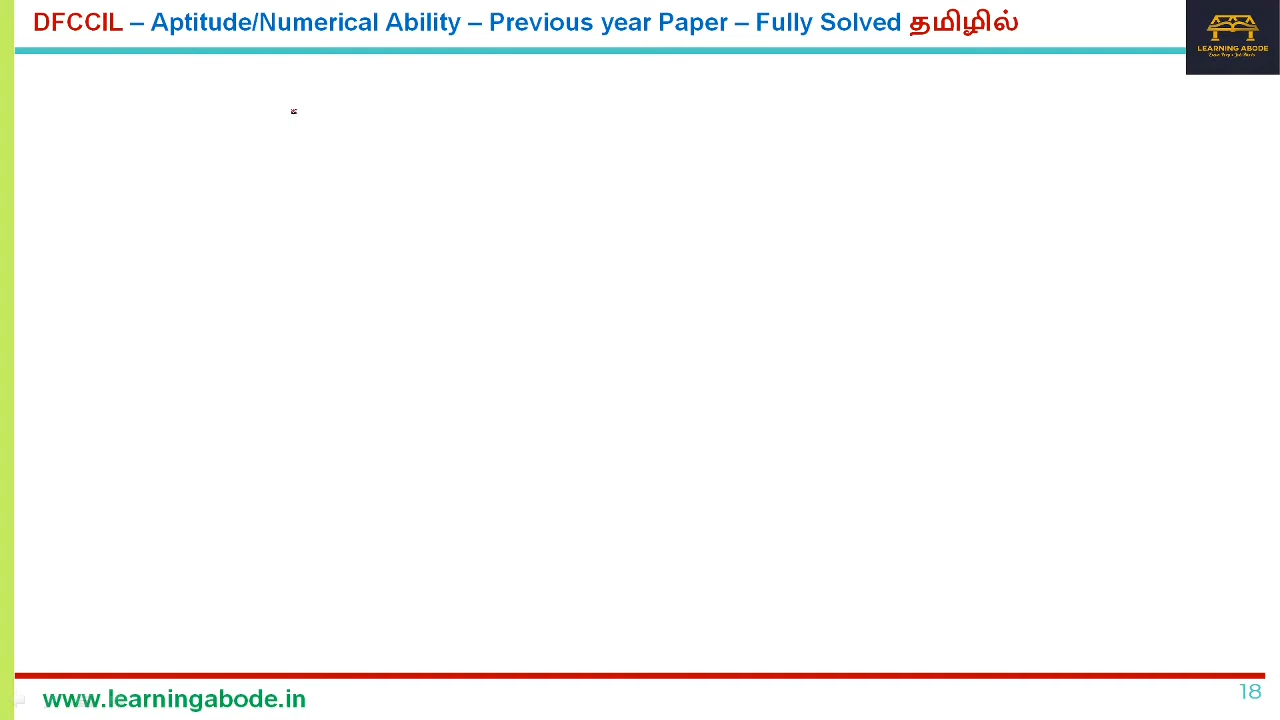 DFCCIL – Aptitude/Numerical Ability – Previous year Paper – Fully Solved தமிழில்
LEARNING ABODE
www.learningabode.in
18